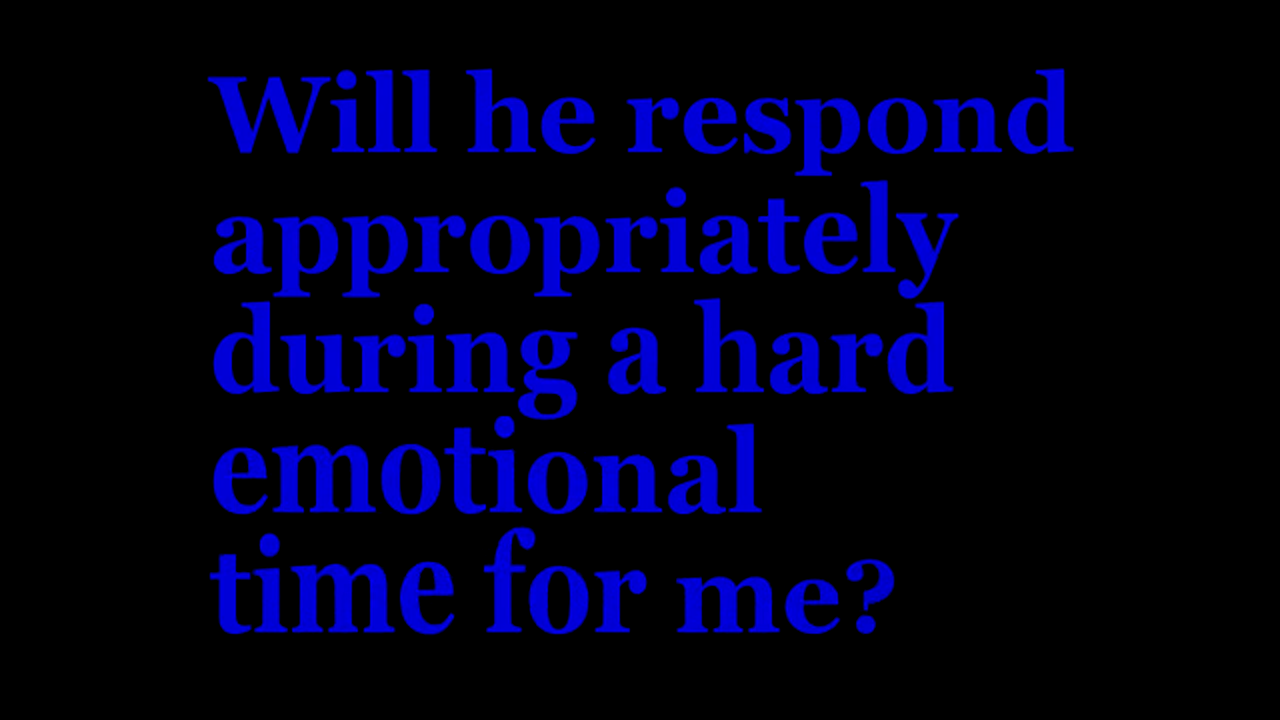 Will he respond
appropriately
during a hard
emotional
time for me?